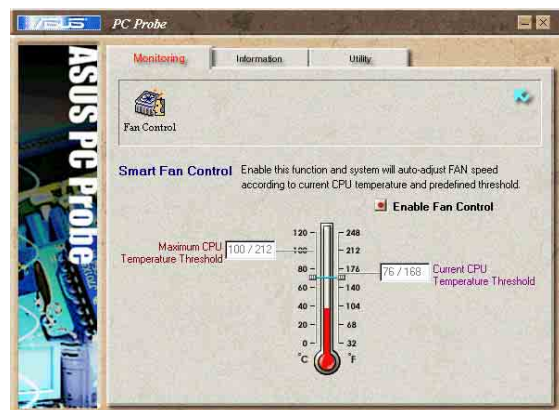 ASUS PC Probe
Monitoring Information Utility
ASUS PC Probe
Fan Control
Smart Fan Control Enable this function and system will auto-adjust FAN speed
according to current CPU temperature and predefined threshold.
Enable Fan Control
Maximum CPU
Temperature Threshold
100 / 212
120 248
100 212
80 176
60 140
40 104
20 68
0 32
°C °F
76 / 168
Current CPU
Temperature Threshold